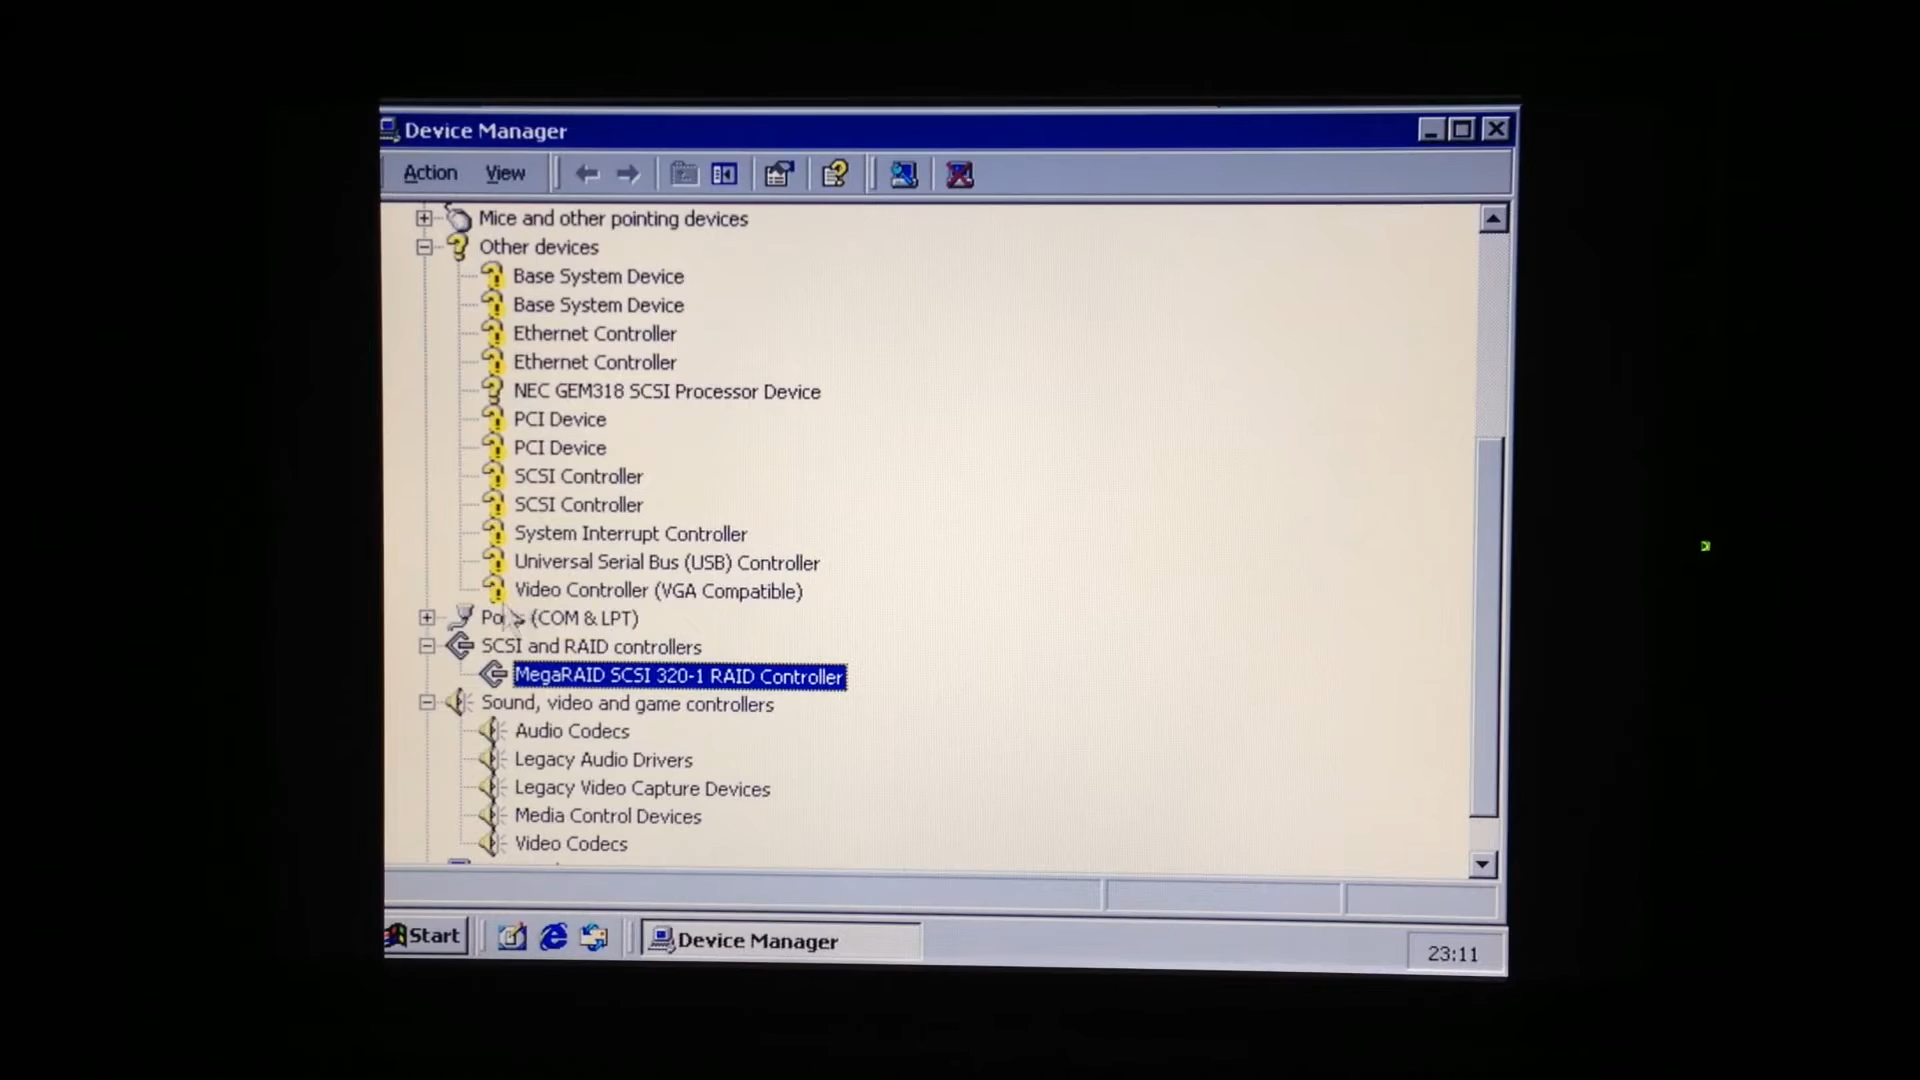 Device Manager
Action View
Mice and other pointing devices
Other devices
Base System Device
Base System Device
Ethernet Controller
Ethernet Controller
NEC GEM318 SCSI Processor Device
PCI Device
PCI Device
SCSI Controller
SCSI Controller
System Interrupt Controller
Universal Serial Bus (USB) Controller
Video Controller (VGA Compatible)
Ports (COM & LPT)
SCSI and RAID controllers
MegaRAID SCSI 320-1 RAID Controller
Sound, video and game controllers
Audio Codecs
Legacy Audio Drivers
Legacy Video Capture Devices
Media Control Devices
Video Codecs
Start Device Manager 23:11